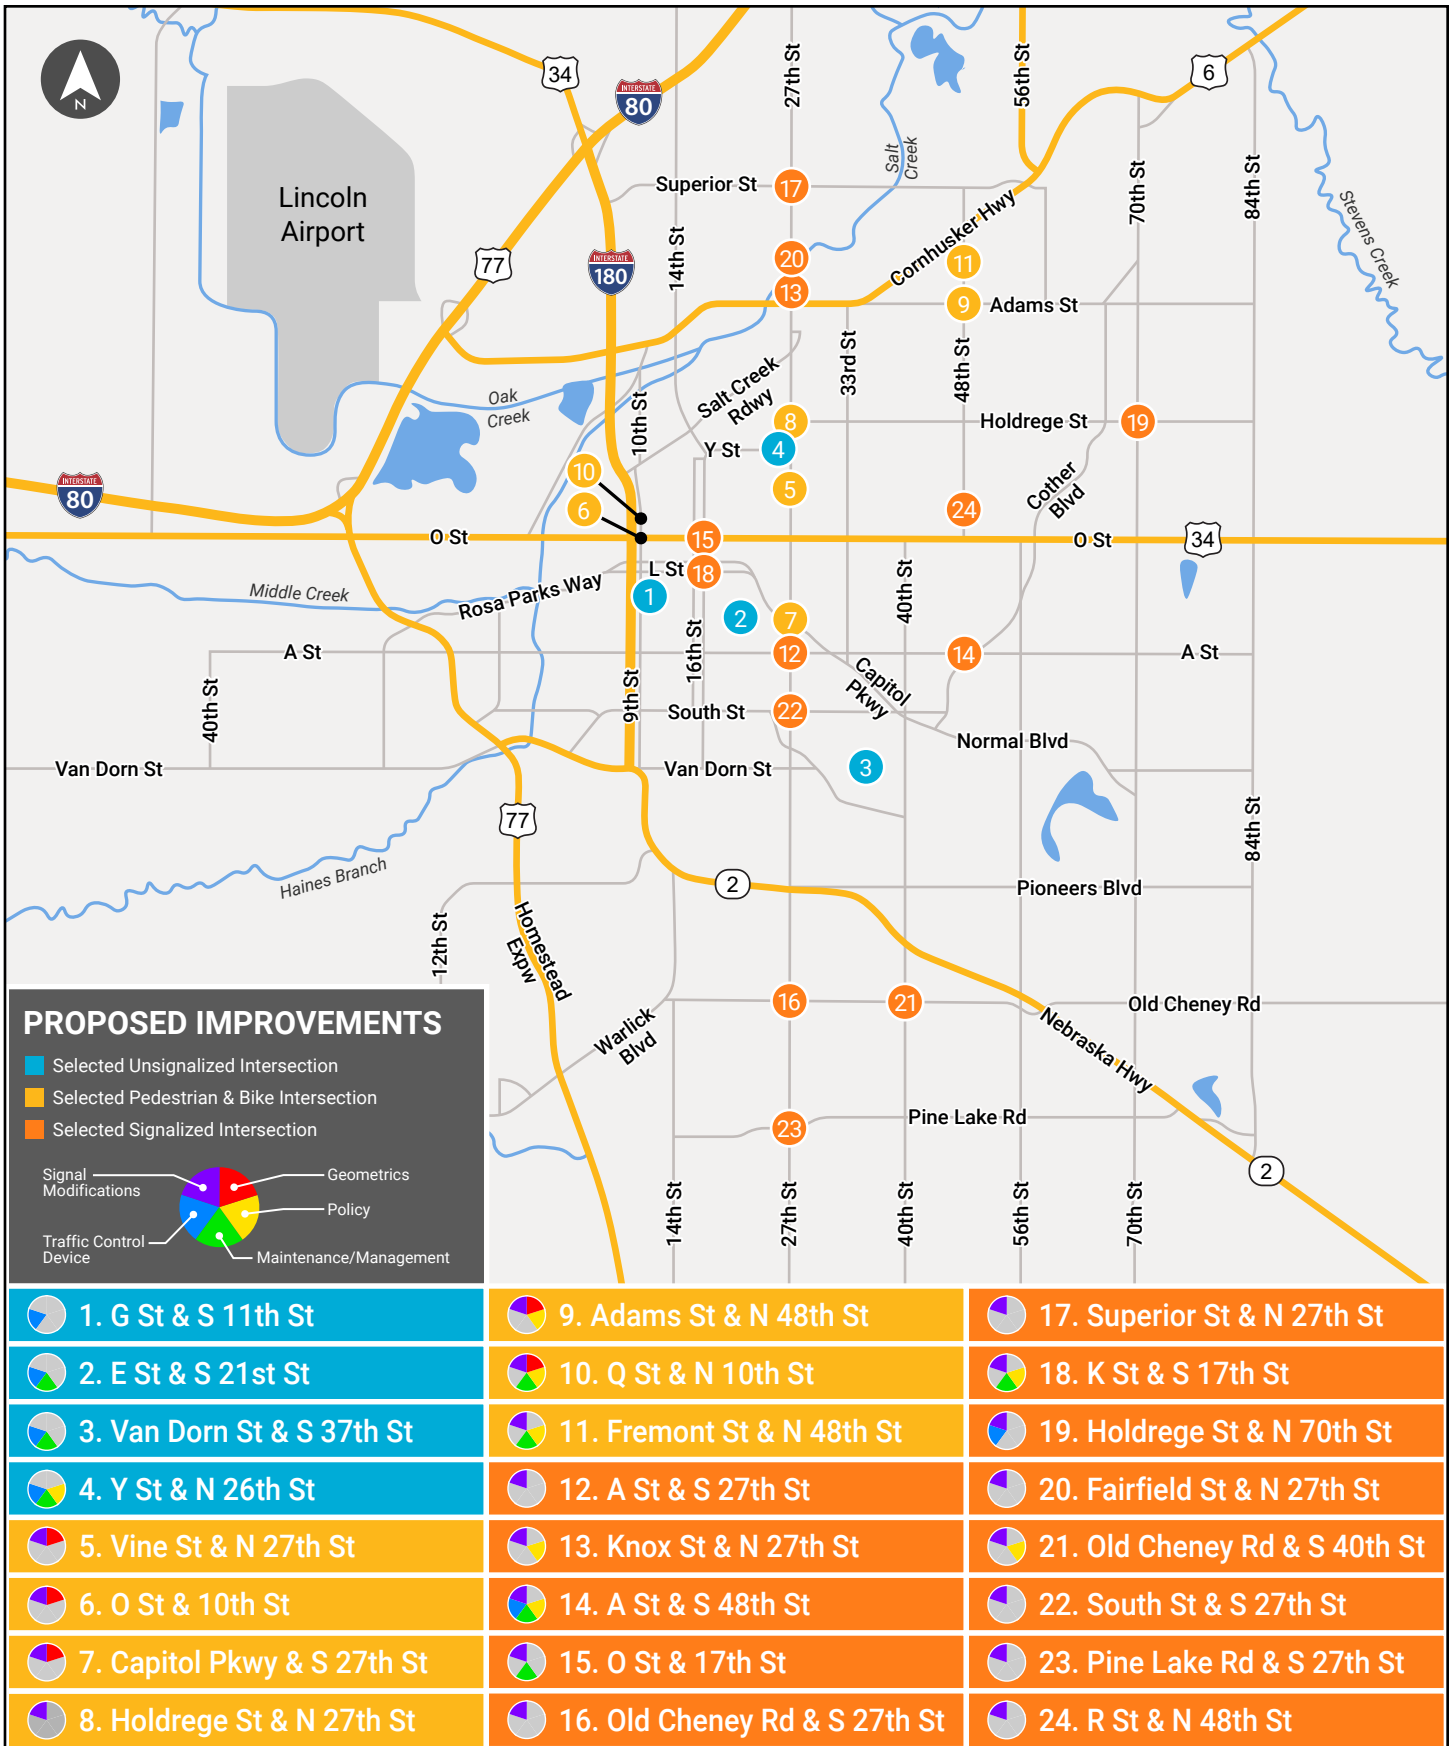 N
34
INTERSTATE
80
27th St
56th St
6
Salt
Creek
Superior St
17
70th St
84th St
Stevens Creek
Lincoln
Airport
14th St
Cornhusker Hwy
77
INTERSTATE
180
20
11
13
9
Adams St
33rd St
48th St
Salt Creek
Rdwy
Oak
Creek
10th St
8
Holdrege St
19
Y St
4
10
5
Cother
Blvd
INTERSTATE
80
6
24
O St
15
O St
34
L St
18
Middle Creek
Rosa Parks Way
1
40th St
2
7
16th St
A St
12
14
A St
Capitol
Pkwy
40th St
9th St
South St
22
Normal Blvd
Van Dorn St
Van Dorn St
3
77
84th St
Haines Branch
2
Pioneers Blvd
12th St
Homestead
Expw
16
21
Old Cheney Rd
Warlick
Blvd
Nebraska Hwy
Pine Lake Rd
23
2
14th St
27th St
40th St
56th St
70th St
PROPOSED IMPROVEMENTS
Selected Unsignalized Intersection
Selected Pedestrian & Bike Intersection
Selected Signalized Intersection
Signal
Modifications
Geometrics
Policy
Traffic Control
Device
Maintenance/Management
1. G St & S 11th St
2. E St & S 21st St
3. Van Dorn St & S 37th St
4. Y St & N 26th St
5. Vine St & N 27th St
6. O St & 10th St
7. Capitol Pkwy & S 27th St
8. Holdrege St & N 27th St
9. Adams St & N 48th St
10. Q St & N 10th St
11. Fremont St & N 48th St
12. A St & S 27th St
13. Knox St & N 27th St
14. A St & S 48th St
15. O St & 17th St
16. Old Cheney Rd & S 27th St
17. Superior St & N 27th St
18. K St & S 17th St
19. Holdrege St & N 70th St
20. Fairfield St & N 27th St
21. Old Cheney Rd & S 40th St
22. South St & S 27th St
23. Pine Lake Rd & S 27th St
24. R St & N 48th St